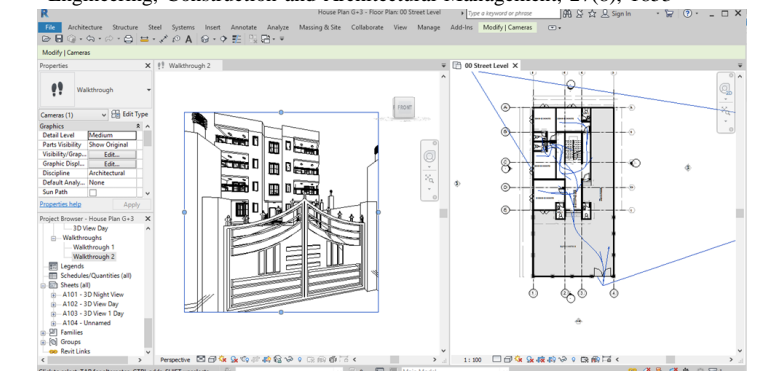 Engineering, Construction and Architectural Management, 27(8), 1853
House Plan G+3 - Floor Plan: 00 Street Level
Type a keyword or phrase
Sign In
File Architecture Structure Steel Systems Insert Annotate Analyze Massing & Site Collaborate View Manage Add-Ins Modify | Cameras
Modify | Cameras
Properties X
Walkthrough 2
00 Street Level X
Walkthrough
FRONT
Cameras (1) Edit Type
Graphics
Detail Level Medium
Parts Visibility Show Original
Visibility/Grap... Edit...
Graphic Displ... Edit...
Discipline Architectural
Default Analy... None
Sun Path
Properties help Apply
Project Browser - House Plan G+3 X
3D View Day
Walkthroughs
Walkthrough 1
Walkthrough 2
Legends
Schedules/Quantities (all)
Sheets (all)
A101 - 3D Night View
A102 - 3D View Day
A103 - 3D View 1 Day
A104 - Unnamed
Families
Groups
Revit Links
Perspective
1 : 100